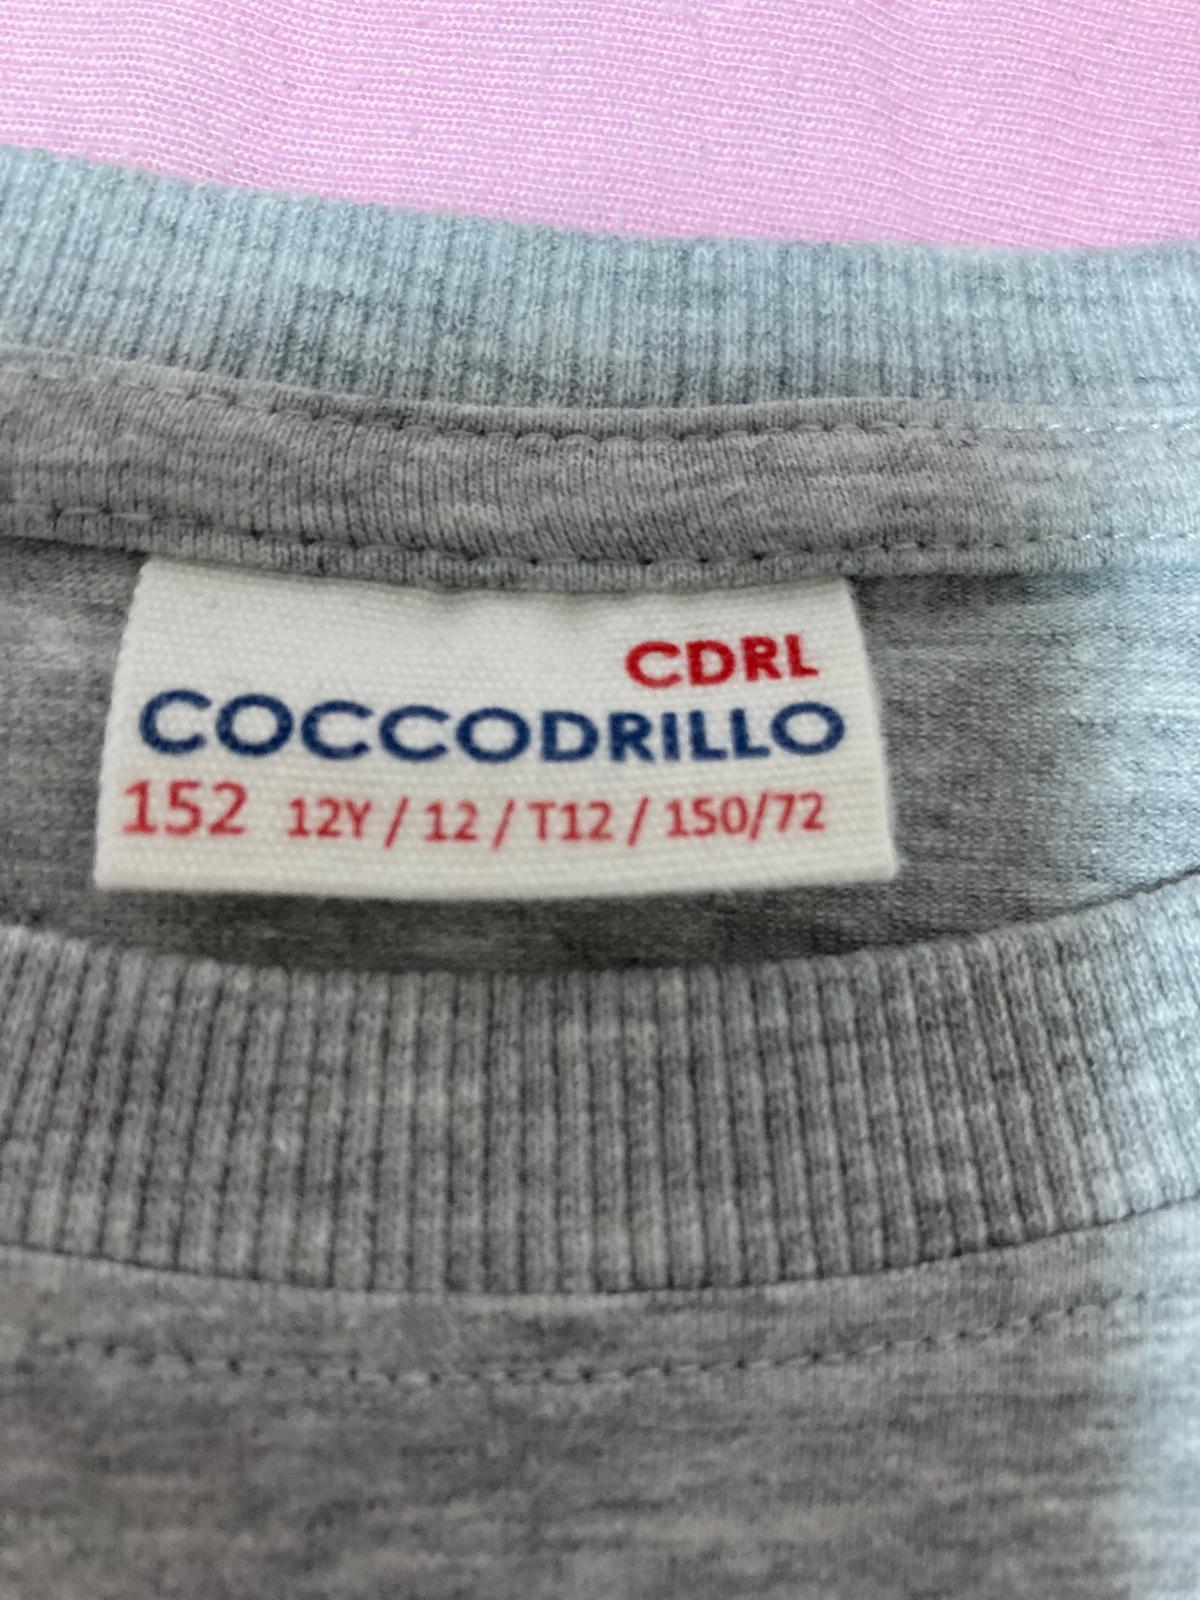 CDRL
COCCODRILLO
152 12Y / 12 / T12 / 150/72